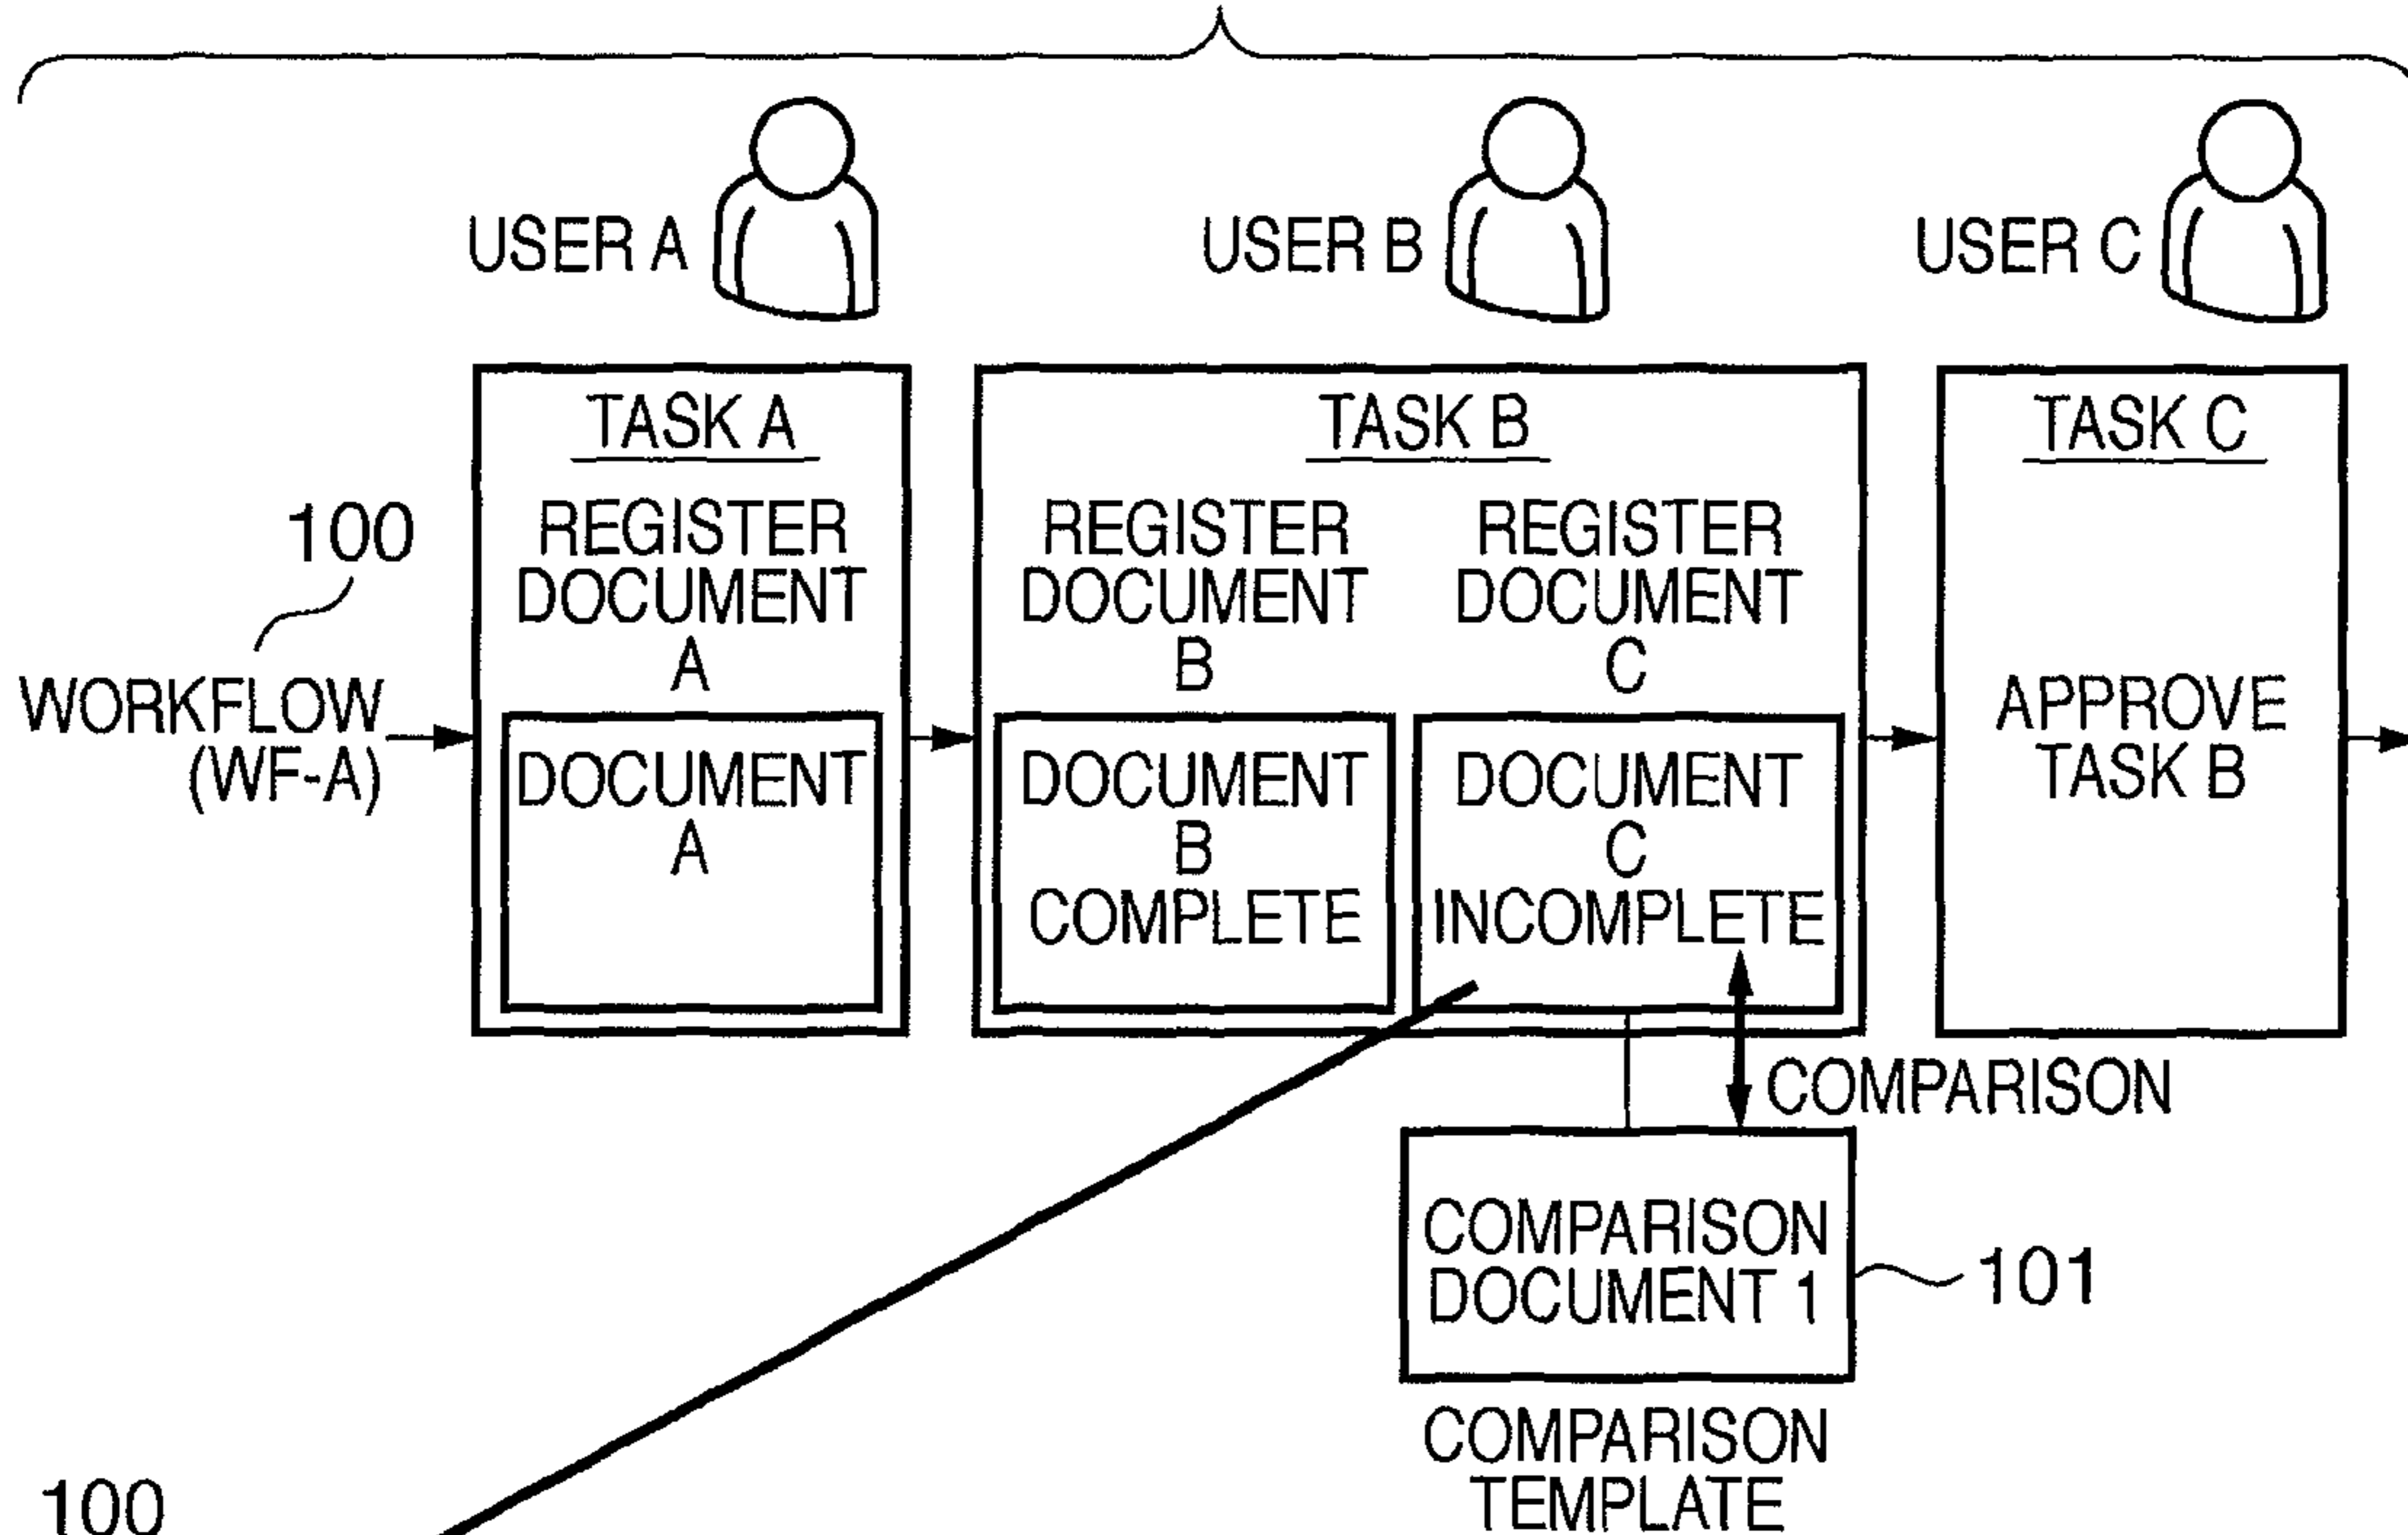 USER A
USER B
USER C
TASK A
REGISTER
DOCUMENT
A
DOCUMENT
A
TASK B
REGISTER
DOCUMENT
B
DOCUMENT
B
COMPLETE
REGISTER
DOCUMENT
C
DOCUMENT
C
INCOMPLETE
TASK C
APPROVE
TASK B
100
WORKFLOW
(WF-A)
COMPARISON
COMPARISON
DOCUMENT 1
101
COMPARISON
TEMPLATE
100